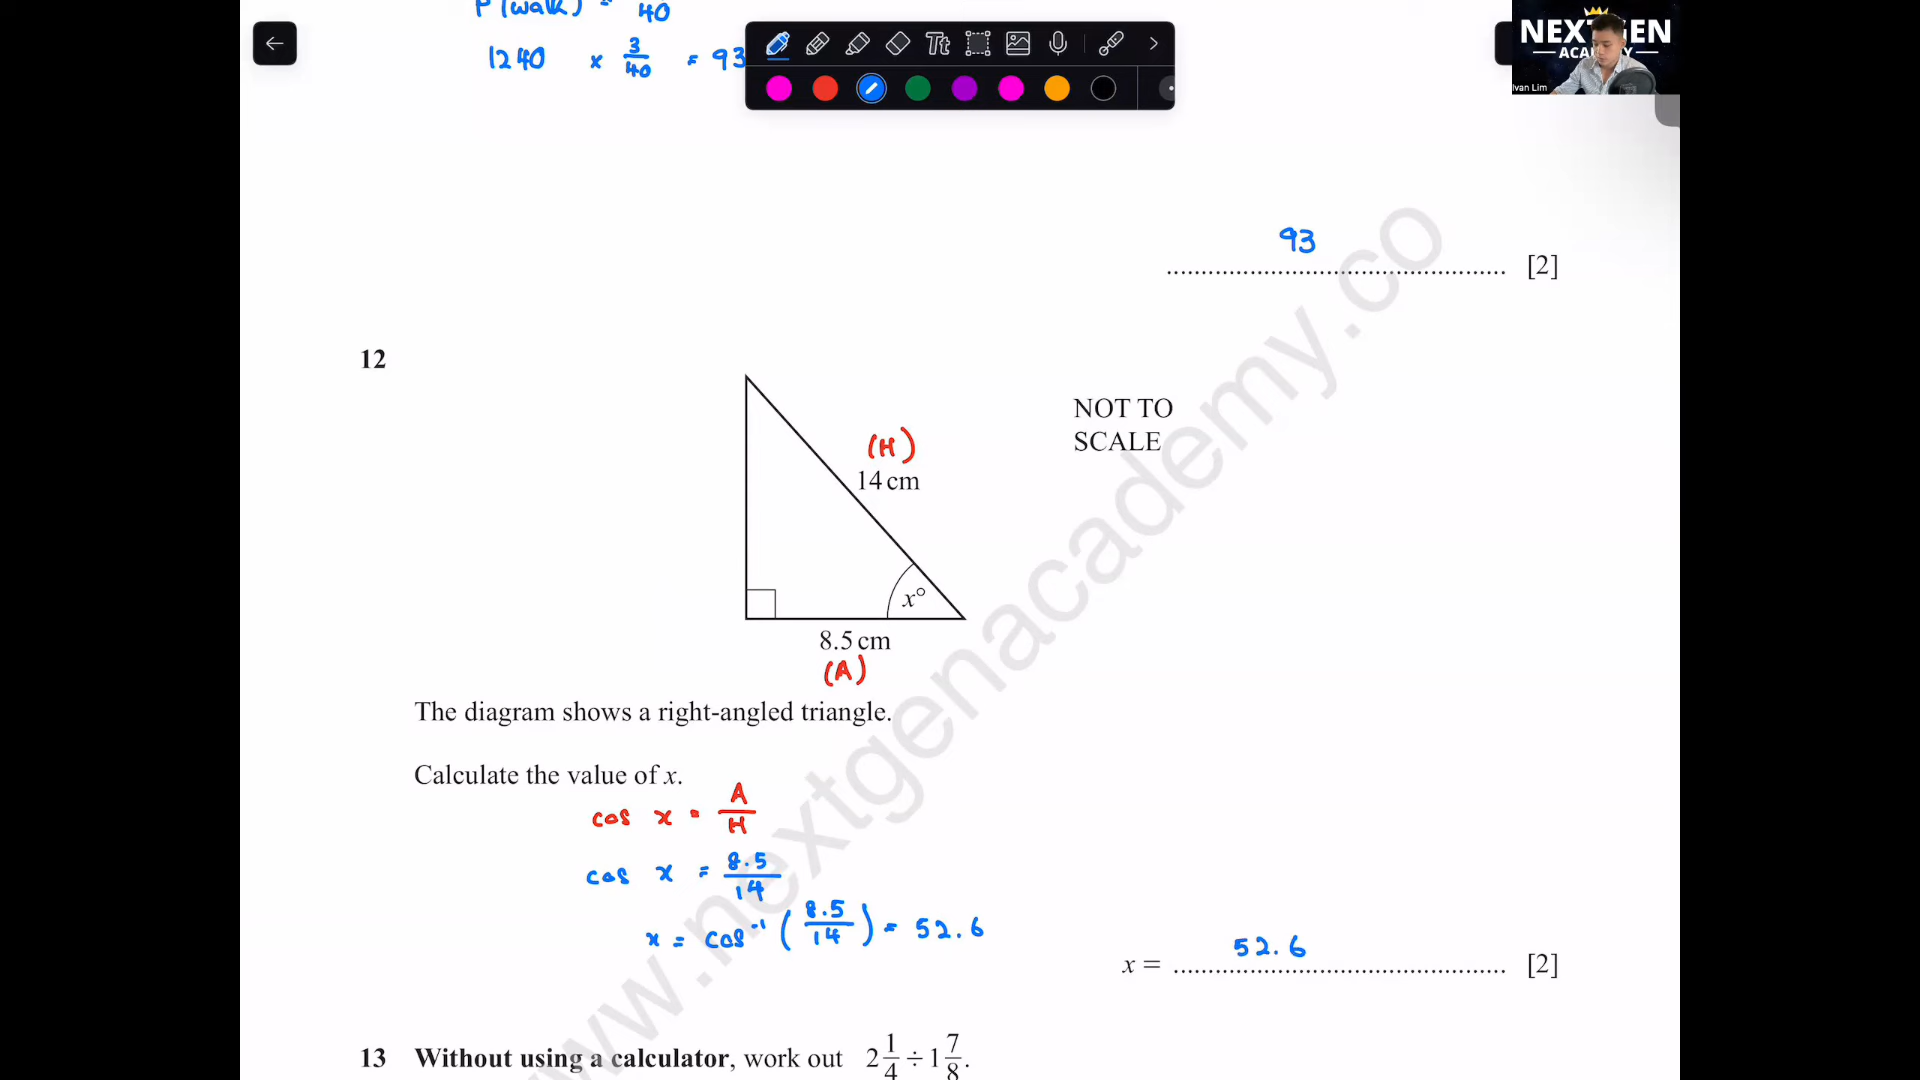 P(walk) = /40
1240 × 3/40 = 93
Tt
NEXTGEN
ACADEMY
Ivan Lim
93
[2]
12
NOT TO
SCALE
(H)
14 cm
x°
8.5 cm
(A)
The diagram shows a right-angled triangle.
Calculate the value of x.
cos x = A/H
cos x = 8.5/14
x = cos⁻¹ (8.5/14) = 52.6
x = 52.6 [2]
13 Without using a calculator, work out 2 1/4 ÷ 1 7/8.
www.nextgenacademy.co